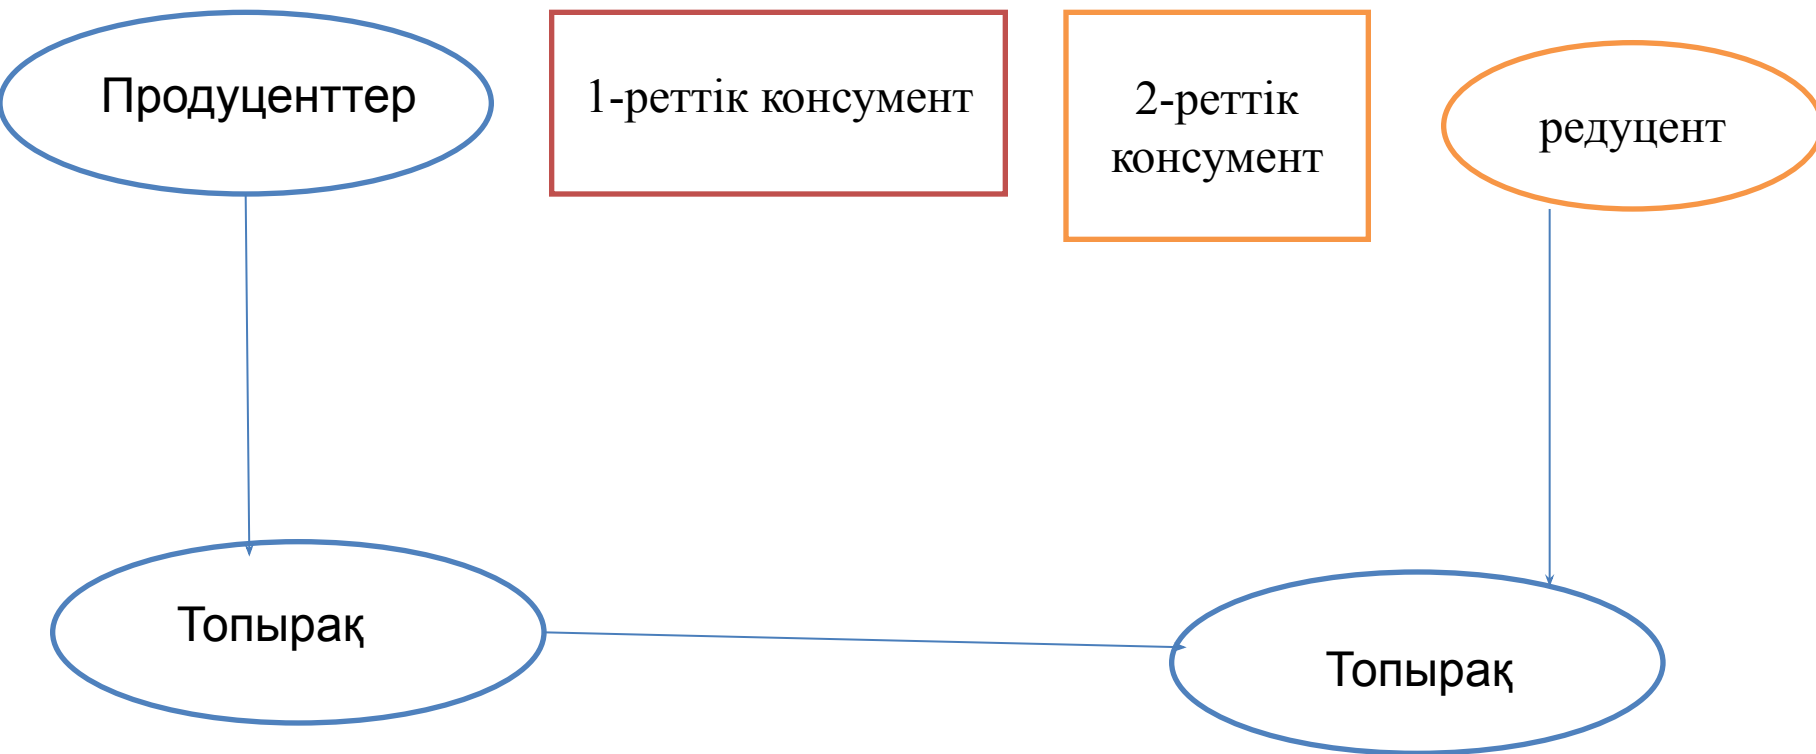 Продуценттер
1-реттік консумент
2-реттік
консумент
редуцент
Топырақ
Топырақ